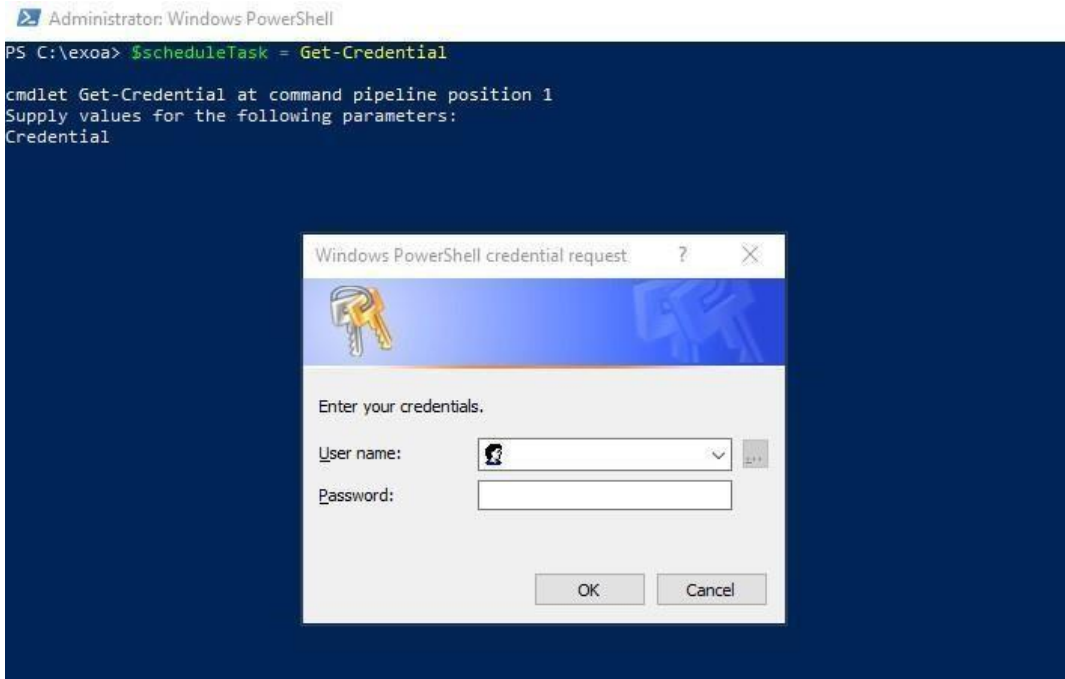 Administrator: Windows PowerShell
PS C:\exoa> $scheduleTask = Get-Credential
cmdlet Get-Credential at command pipeline position 1
Supply values for the following parameters:
Credential
Windows PowerShell credential request ?
Enter your credentials.
User name:
...
Password:
OK Cancel